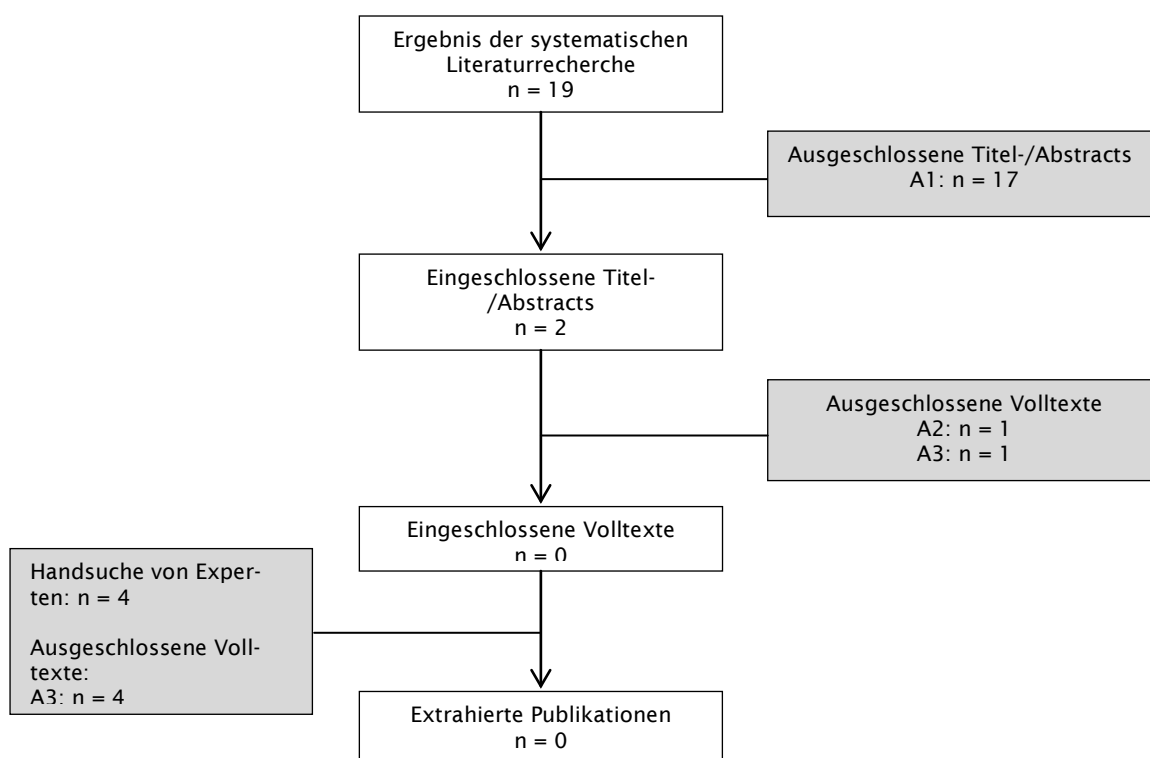 Ergebnis der systematischen
Literaturrecherche
n = 19
Ausgeschlossene Titel-/Abstracts
A1: n = 17
Eingeschlossene Titel-
/Abstracts
n = 2
Ausgeschlossene Volltexte
A2: n = 1
A3: n = 1
Eingeschlossene Volltexte
n = 0
Handsuche von Exper-
ten: n = 4
Ausgeschlossene Voll-
texte:
A3: n = 4
Extrahierte Publikationen
n = 0